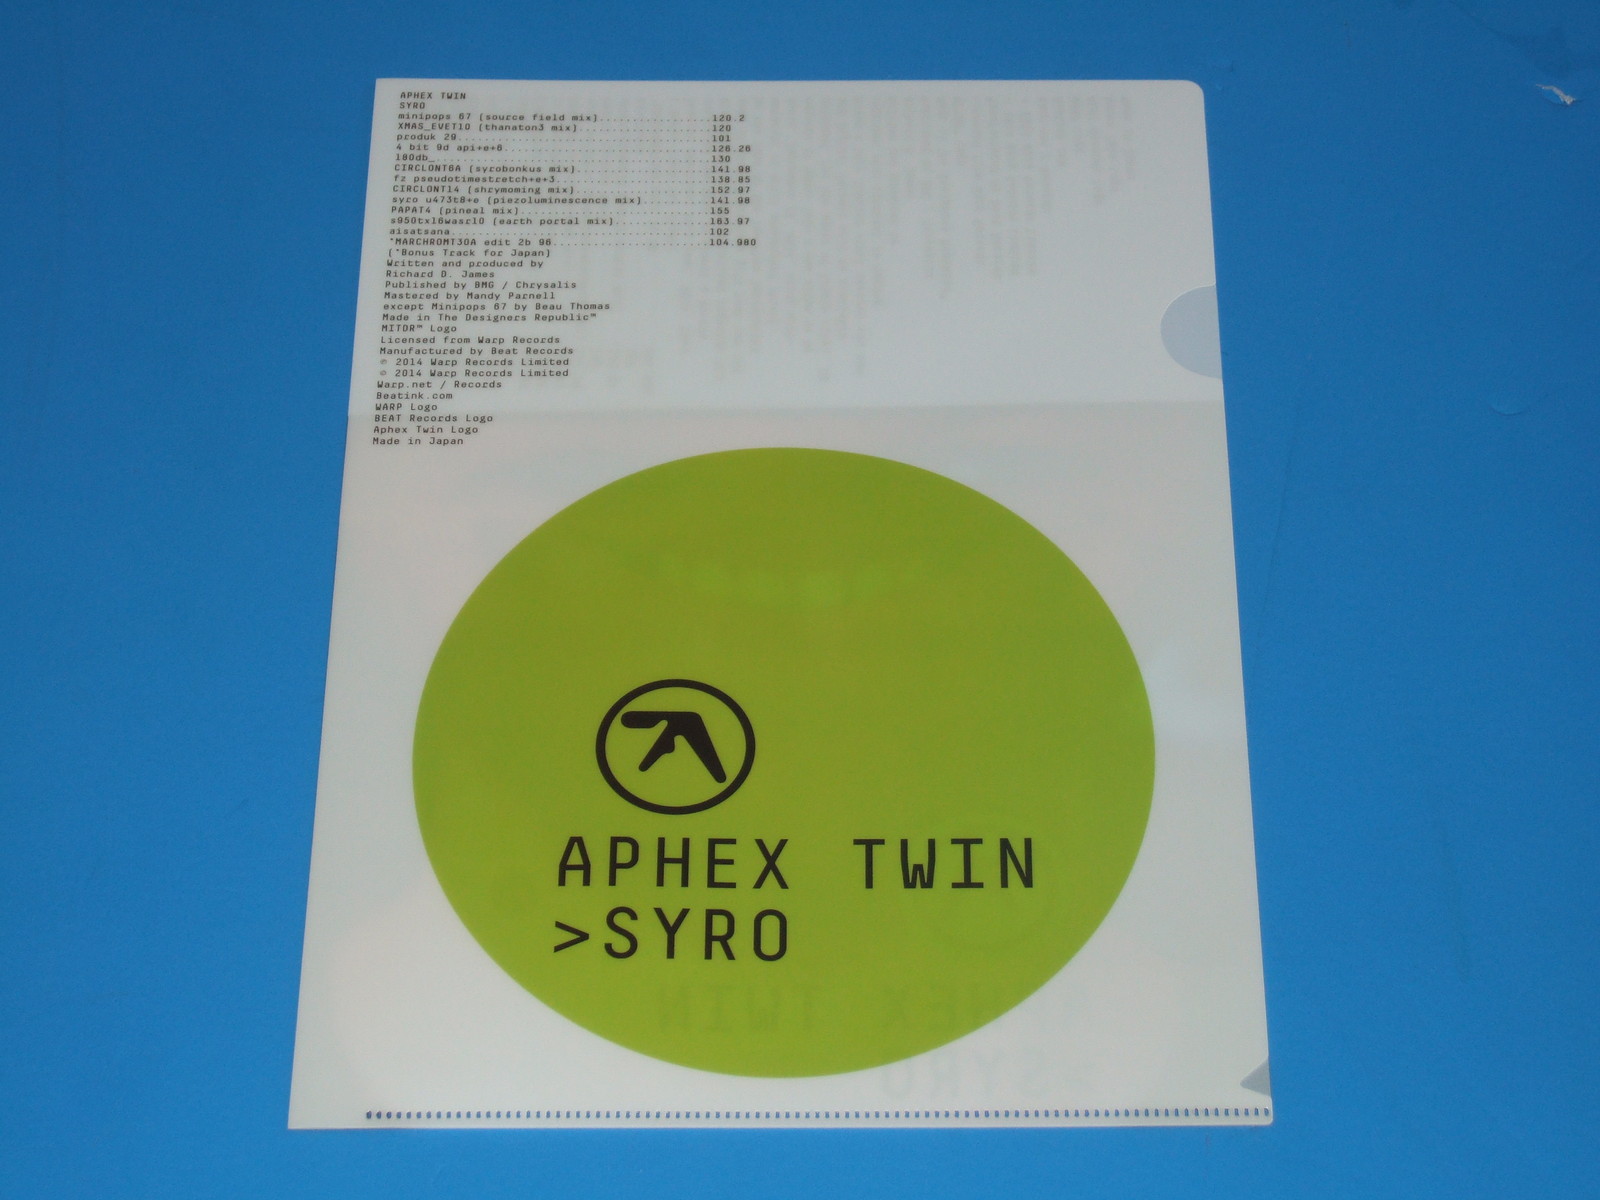 APHEX TWIN
SYRO
minipops 67 [source field mix]......................120.2
XMAS_EVET10 [thanaton3 mix].....................120
produk 29........................................101
4 bit 9d api+e+6.................................126.26
180db_...........................................130
CIRCLONT6A [syrobonkus mix].....................141.98
fz pseudotimestretch+e+3.........................138.85
CIRCLONT14 [shrymoming mix].....................152.97
syro u473t8+e [piezoluminescence mix]..........141.98
PAPAT4 [pineal mix]..............................155
s950tx16wasr10 [earth portal mix]...............163.97
aisatsana........................................102
*MARCHROMT30A edit 2b 96.........................104.980
[*Bonus Track for Japan]
Written and produced by
Richard D. James
Published by BMG / Chrysalis
Mastered by Mandy Parnell
except Minipops 67 by Beau Thomas
Made in The Designers Republic™
MITDR™ Logo
Licensed from Warp Records
Manufactured by Beat Records
℗ 2014 Warp Records Limited
© 2014 Warp Records Limited
Warp.net / Records
Beatink.com
WARP Logo
BEAT Records Logo
Aphex Twin Logo
Made in Japan
APHEX TWIN
>SYRO